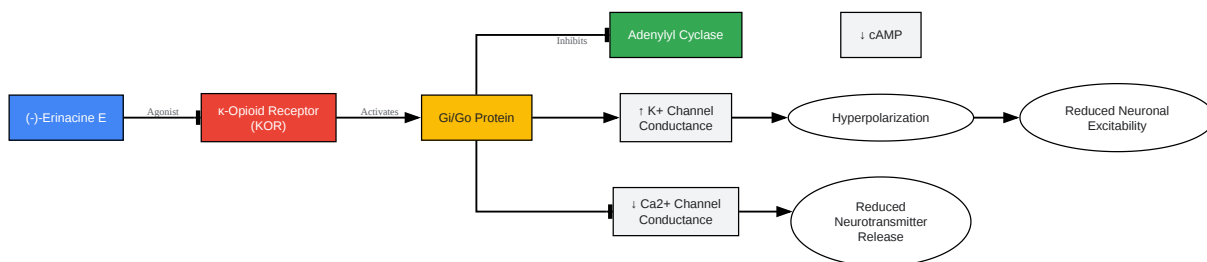 Adenylyl Cyclase
↓ cAMP
Inhibits
(-)-Erinacine E
Agonist
κ-Opioid Receptor
(KOR)
Activates
Gi/Go Protein
↑ K+ Channel
Conductance
Hyperpolarization
Reduced Neuronal
Excitability
↓ Ca2+ Channel
Conductance
Reduced
Neurotransmitter
Release